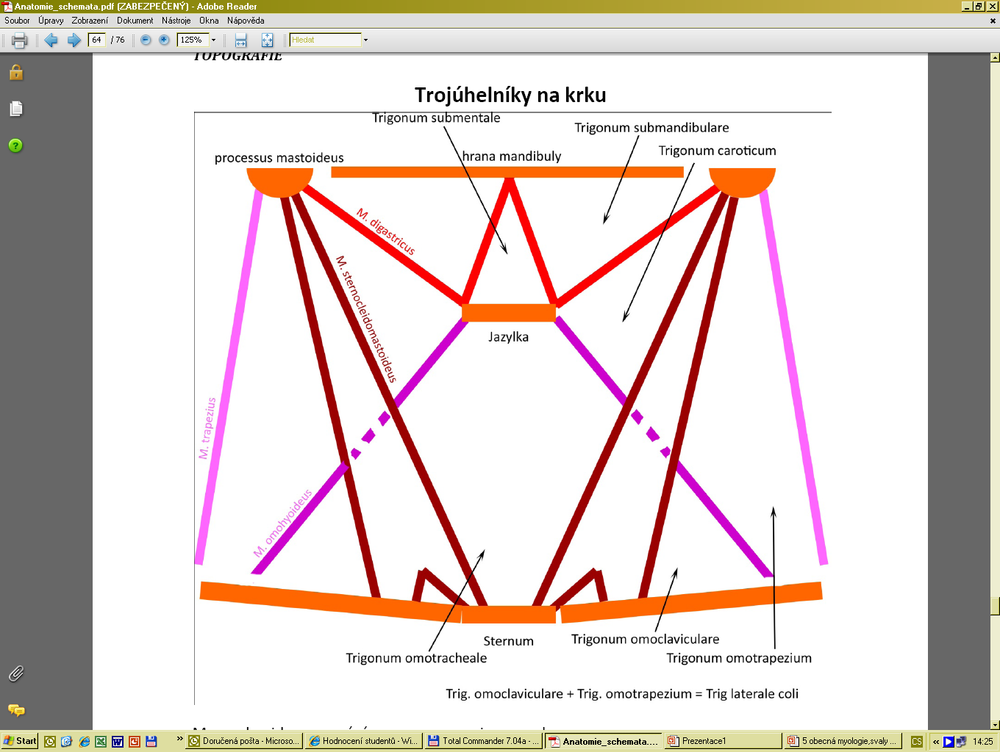 Anatomie_schemata.pdf (ZABEZPEČENÝ) - Adobe Reader
Soubor Úpravy Zobrazení Dokument Nástroje Okna Nápověda
64 / 76 125% Hledat
TOPOGRAFIE
Trojúhelníky na krku
Trigonum submentale
Trigonum submandibulare
Trigonum caroticum
processus mastoideus
hrana mandibuly
M. digastricus
M. sternocleidomastoideus
Jazylka
M. trapezius
M. omohyoideus
Sternum
Trigonum omoclaviculare
Trigonum omotracheale
Trigonum omotrapezium
Trig. omoclaviculare + Trig. omotrapezium = Trig laterale coli
Start
Doručená pošta - Microso...
Hodnocení studentů - Wi...
Total Commander 7.04a - ...
Anatomie_schemata....
Prezentace1
5 obecná myologie,svaly ...
CS
14:25